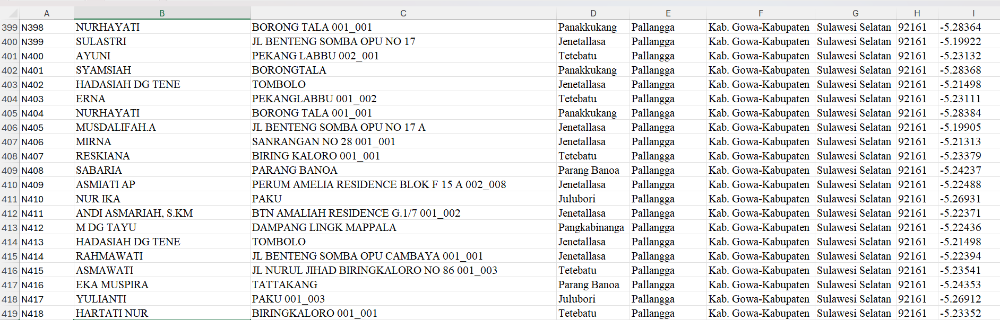 A B C D E F G H I
399 N398 NURHAYATI BORONG TALA 001_001 Panakkukang Pallangga Kab. Gowa-Kabupaten Sulawesi Selatan 92161 -5.28364
400 N399 SULASTRI JL BENTENG SOMBA OPU NO 17 Jenetallasa Pallangga Kab. Gowa-Kabupaten Sulawesi Selatan 92161 -5.19922
401 N400 AYUNI PEKANG LABBU 002_001 Tetebatu Pallangga Kab. Gowa-Kabupaten Sulawesi Selatan 92161 -5.23132
402 N401 SYAMSIAH BORONGTALA Panakkukang Pallangga Kab. Gowa-Kabupaten Sulawesi Selatan 92161 -5.28368
403 N402 HADASIAH DG TENE TOMBOLO Jenetallasa Pallangga Kab. Gowa-Kabupaten Sulawesi Selatan 92161 -5.21498
404 N403 ERNA PEKANGLABBU 001_002 Tetebatu Pallangga Kab. Gowa-Kabupaten Sulawesi Selatan 92161 -5.23111
405 N404 NURHAYATI BORONG TALA 001_001 Panakkukang Pallangga Kab. Gowa-Kabupaten Sulawesi Selatan 92161 -5.28384
406 N405 MUSDALIFAH.A JL BENTENG SOMBA OPU NO 17 A Jenetallasa Pallangga Kab. Gowa-Kabupaten Sulawesi Selatan 92161 -5.19905
407 N406 MIRNA SANRANGAN NO 28 001_001 Jenetallasa Pallangga Kab. Gowa-Kabupaten Sulawesi Selatan 92161 -5.21313
408 N407 RESKIANA BIRING KALORO 001_001 Tetebatu Pallangga Kab. Gowa-Kabupaten Sulawesi Selatan 92161 -5.23379
409 N408 SABARIA PARANG BANOA Parang Banoa Pallangga Kab. Gowa-Kabupaten Sulawesi Selatan 92161 -5.24237
410 N409 ASMIATI AP PERUM AMELIA RESIDENCE BLOK F 15 A 002_008 Jenetallasa Pallangga Kab. Gowa-Kabupaten Sulawesi Selatan 92161 -5.22488
411 N410 NUR IKA PAKU Julubori Pallangga Kab. Gowa-Kabupaten Sulawesi Selatan 92161 -5.26931
412 N411 ANDI ASMARIAH, S.KM BTN AMALIAH RESIDENCE G.1/7 001_002 Jenetallasa Pallangga Kab. Gowa-Kabupaten Sulawesi Selatan 92161 -5.22371
413 N412 M DG TAYU DAMPANG LINGK MAPPALA Pangkabinanga Pallangga Kab. Gowa-Kabupaten Sulawesi Selatan 92161 -5.22436
414 N413 HADASIAH DG TENE TOMBOLO Jenetallasa Pallangga Kab. Gowa-Kabupaten Sulawesi Selatan 92161 -5.21498
415 N414 RAHMAWATI JL BENTENG SOMBA OPU CAMBAYA 001_001 Jenetallasa Pallangga Kab. Gowa-Kabupaten Sulawesi Selatan 92161 -5.22394
416 N415 ASMAWATI JL NURUL JIHAD BIRINGKALORO NO 86 001_003 Tetebatu Pallangga Kab. Gowa-Kabupaten Sulawesi Selatan 92161 -5.23541
417 N416 EKA MUSPIRA TATTAKANG Parang Banoa Pallangga Kab. Gowa-Kabupaten Sulawesi Selatan 92161 -5.24353
418 N417 YULIANTI PAKU 001_003 Julubori Pallangga Kab. Gowa-Kabupaten Sulawesi Selatan 92161 -5.26912
419 N418 HARTATI NUR BIRINGKALORO 001_001 Tetebatu Pallangga Kab. Gowa-Kabupaten Sulawesi Selatan 92161 -5.23352